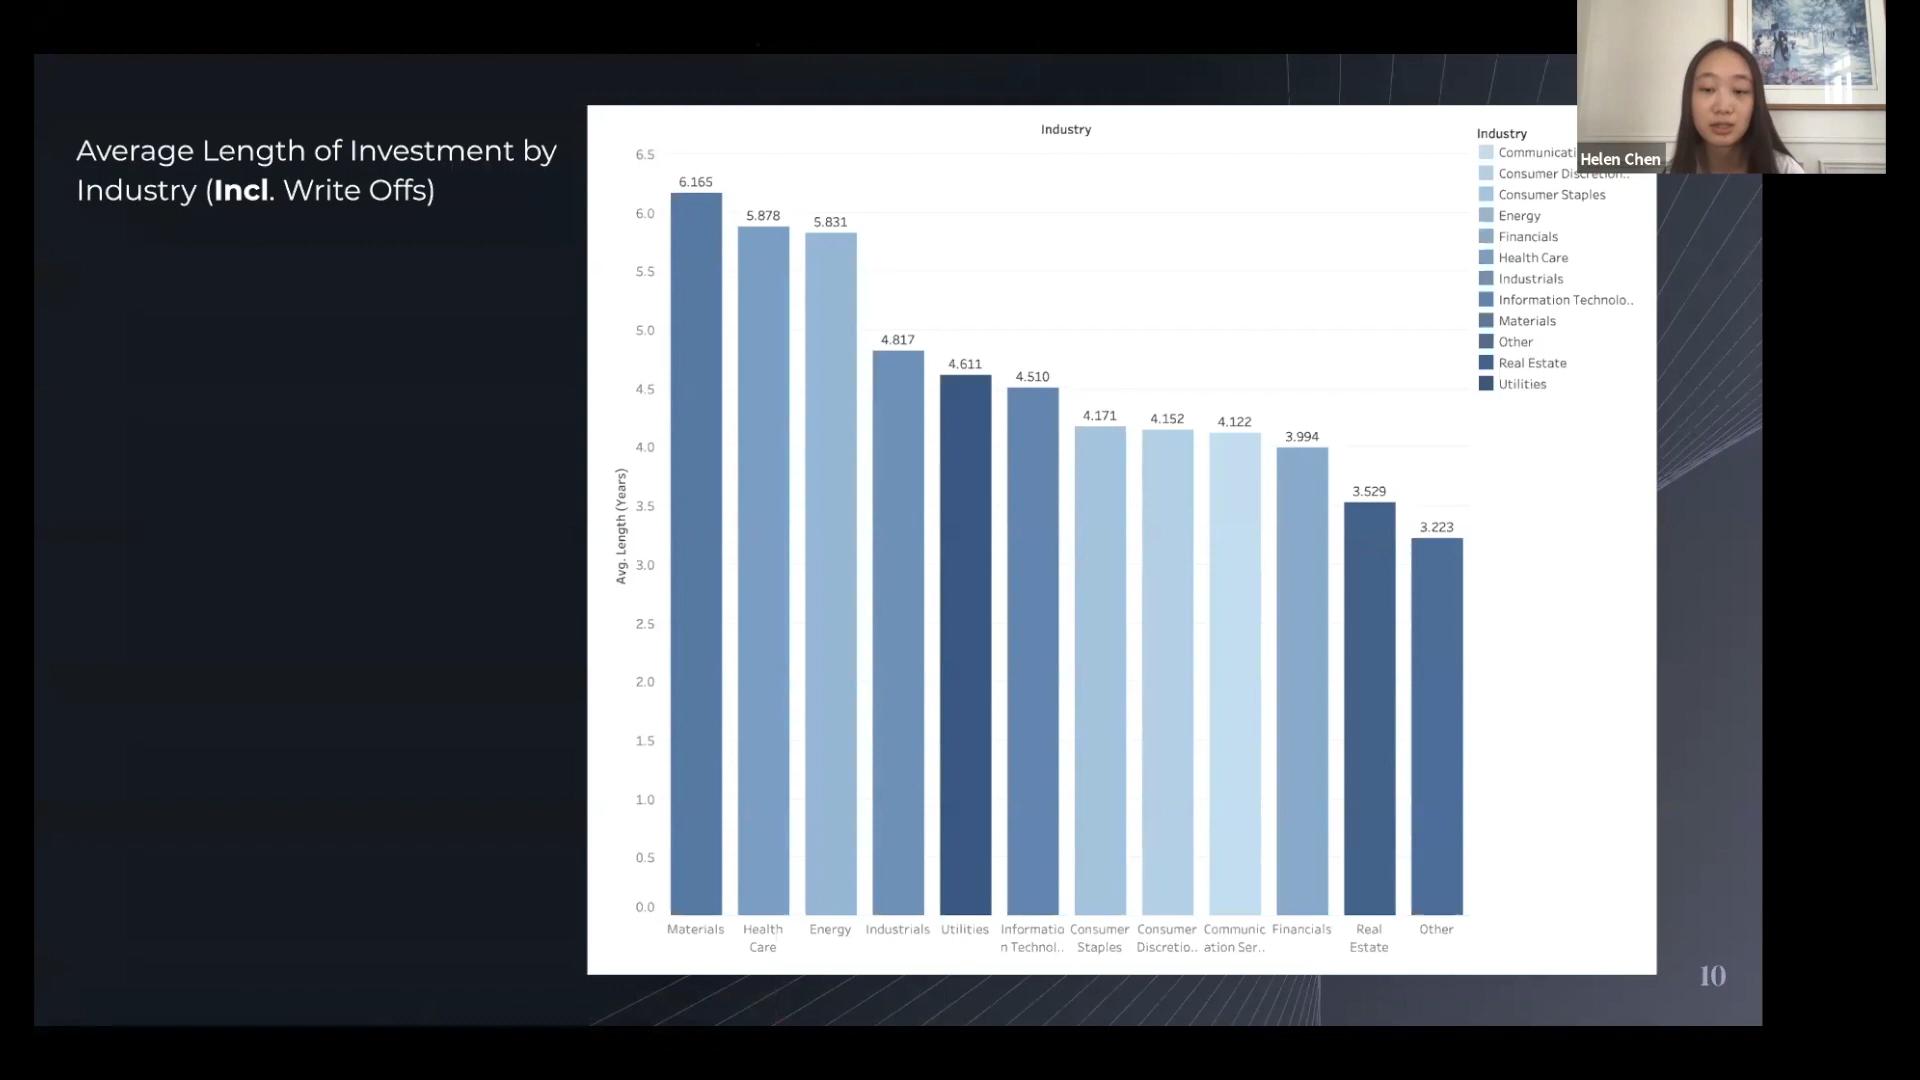 Average Length of Investment by
Industry (Incl. Write Offs)
Industry
6.5
6.0
5.5
5.0
4.5
4.0
3.5
3.0
2.5
2.0
1.5
1.0
0.5
0.0
Avg. Length (Years)
6.165
5.878
5.831
4.817
4.611
4.510
4.171
4.152
4.122
3.994
3.529
3.223
Materials
Health
Care
Energy
Industrials
Utilities
Informatio
n Technol..
Consumer
Staples
Consumer
Discretio..
Communic
ation Ser..
Financials
Real
Estate
Other
Industry
Communicati
Consumer Discretion..
Consumer Staples
Energy
Financials
Health Care
Industrials
Information Technolo..
Materials
Other
Real Estate
Utilities
Helen Chen
10